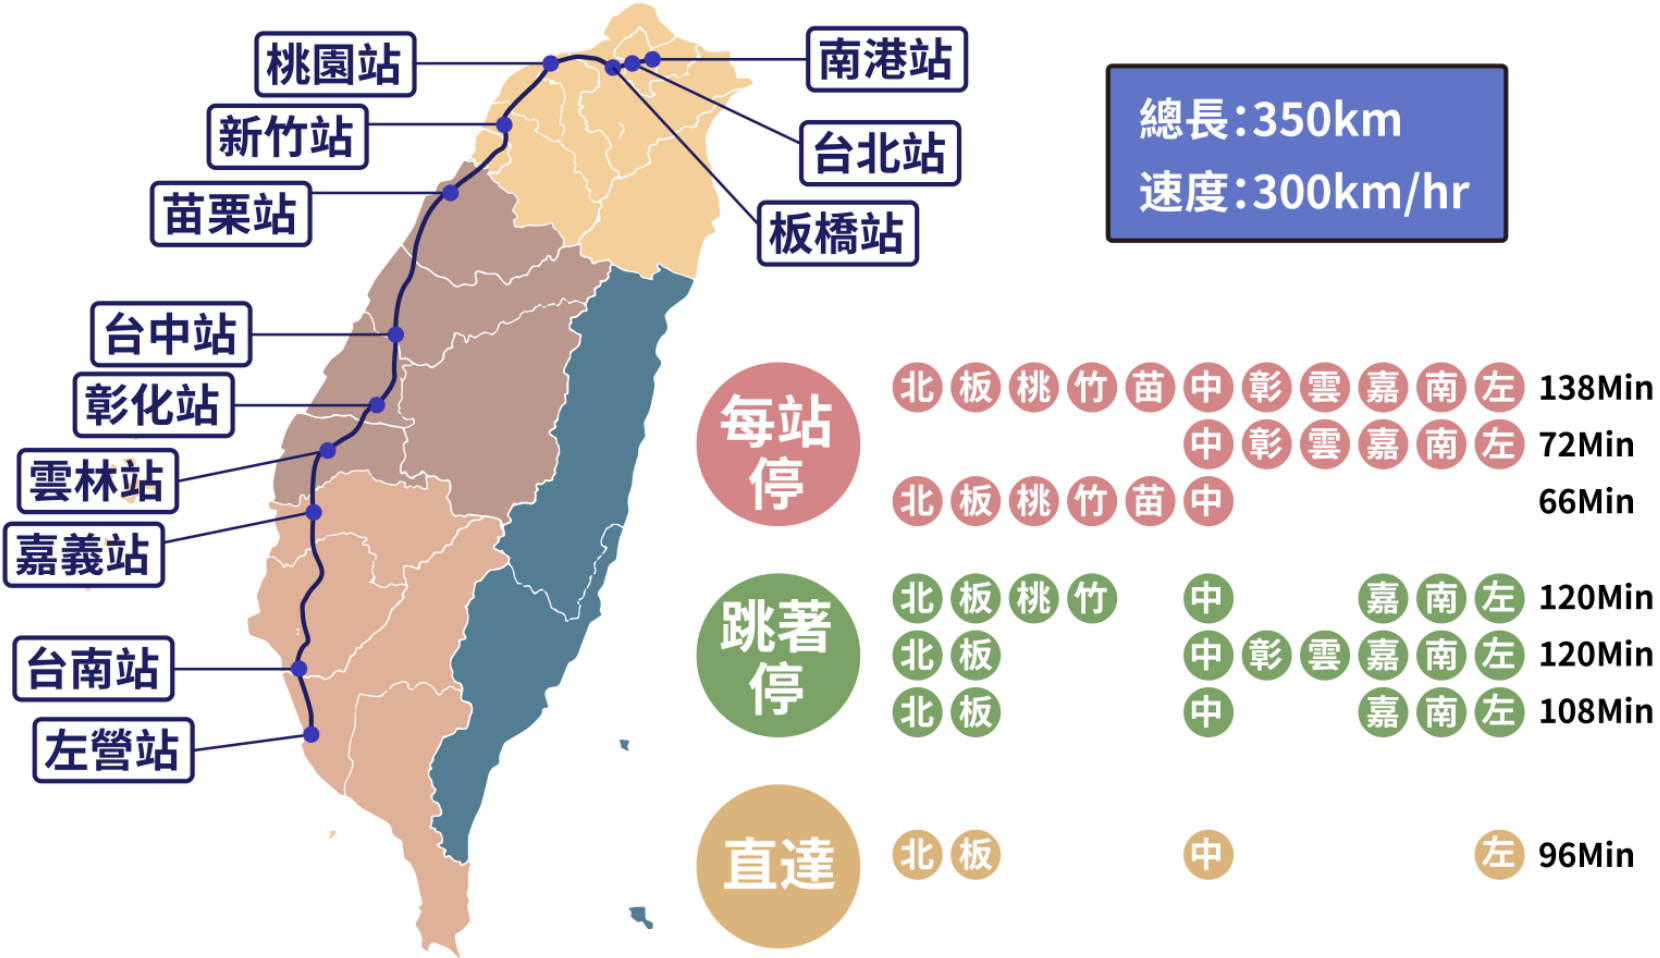 桃園站
新竹站
苗栗站
台中站
彰化站
雲林站
嘉義站
台南站
左營站
南港站
台北站
板橋站
總長：350km
速度：300km/hr
每站
停
北 板 桃 竹 苗 中 彰 雲 嘉 南 左 138Min
中 彰 雲 嘉 南 左 72Min
北 板 桃 竹 苗 中 66Min
跳著
停
北 板 桃 竹 中 嘉 南 左 120Min
北 板 中 彰 雲 嘉 南 左 120Min
北 板 中 嘉 南 左 108Min
直達
北 板 中 左 96Min